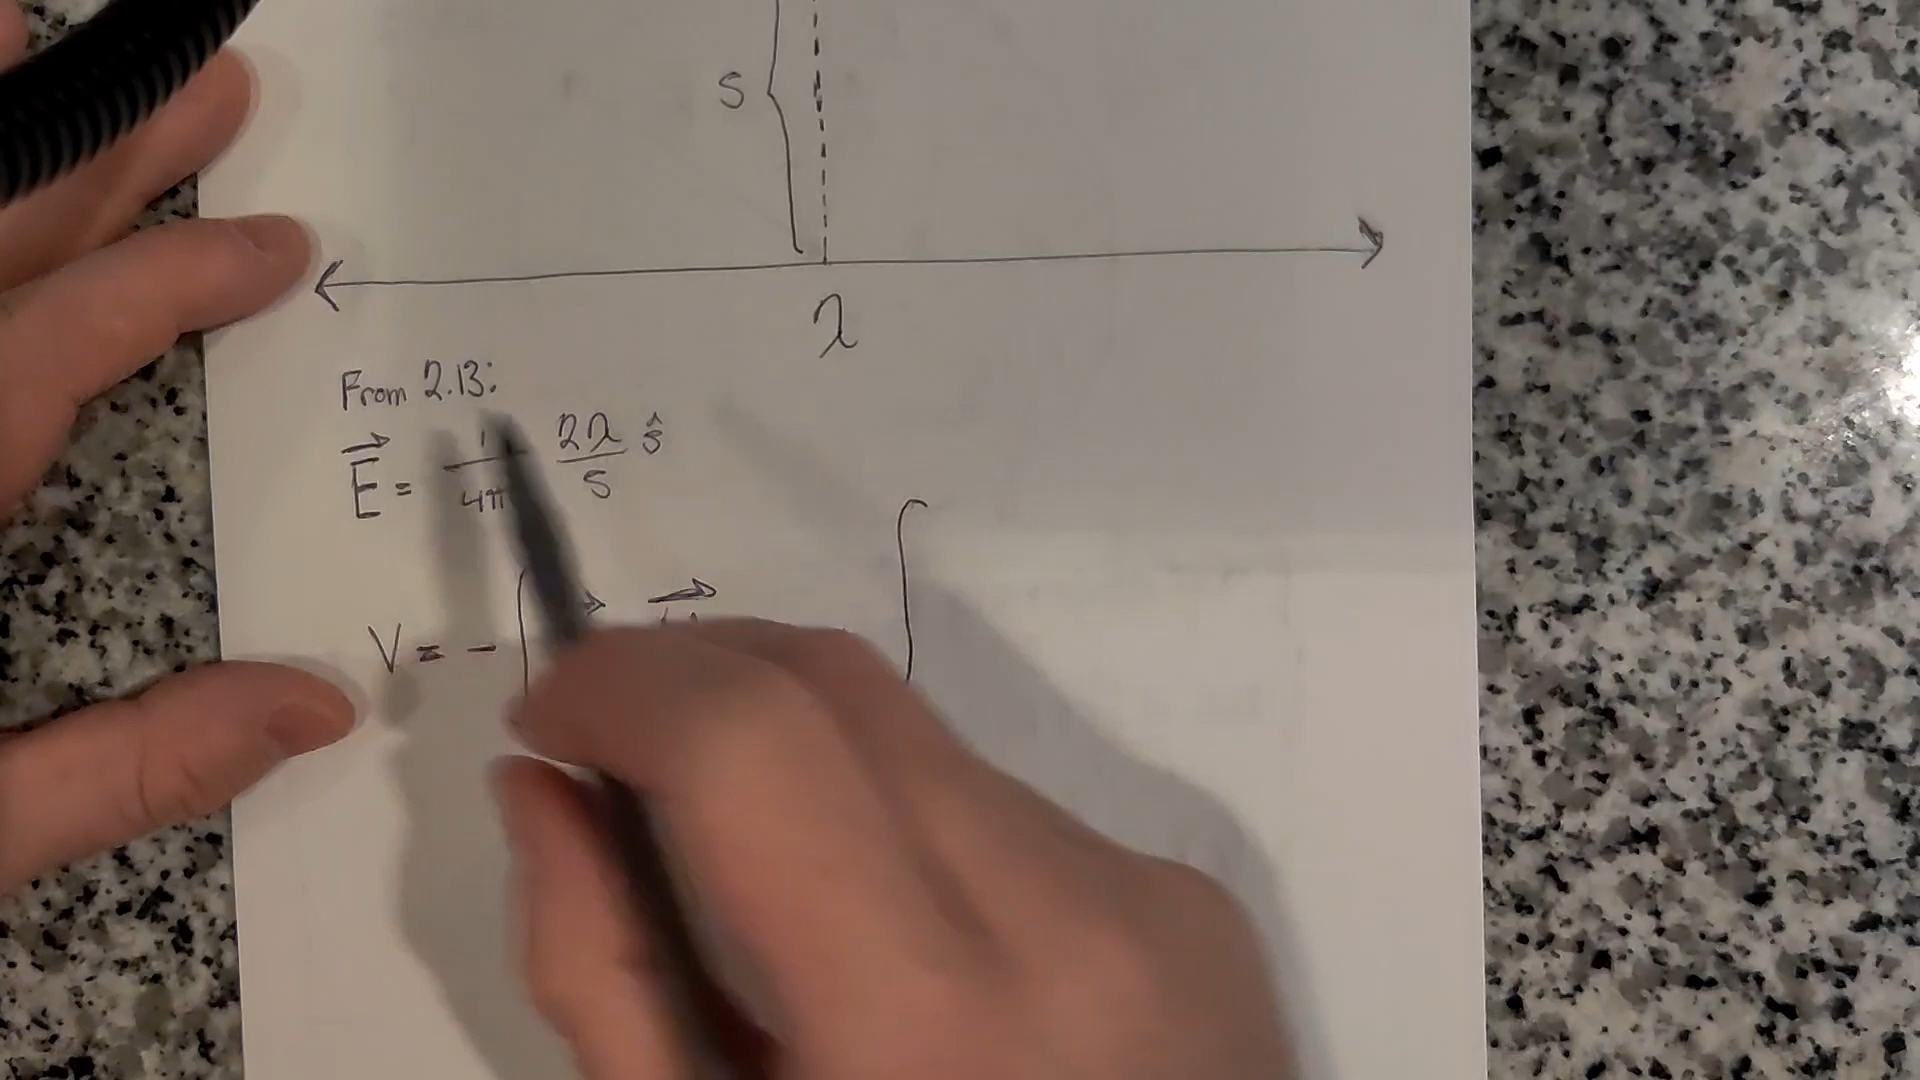 S
λ
From 2.13:
E⃗ = 1/4π 2λ/s ŝ
V = - ∫
∫